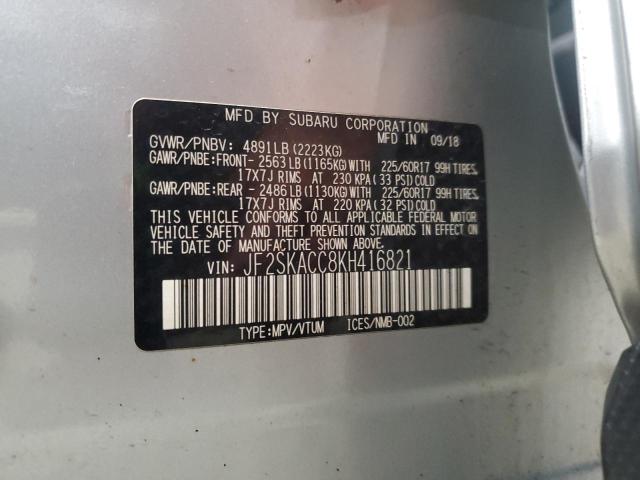 MFD BY SUBARU CORPORATION
GVWR/PNBV: 4891LB (2223KG) MFD IN 09/18
GAWR/PNBE:FRONT- 2563LB (1165KG)WITH 225/60R17 99H TIRES
17X7J RIMS AT 230 KPA (33 PSI)COLD
GAWR/PNBE:REAR - 2486LB (1130KG)WITH 225/60R17 99H TIRES
17X7J RIMS AT 220 KPA (32 PSI)COLD
THIS VEHICLE CONFORMS TO ALL APPLICABLE FEDERAL MOTOR
VEHICLE SAFETY AND THEFT PREVENTION STANDARDS IN EFFECT ON
THE DATE OF MANUFACTURE SHOWN ABOVE.
VIN: JF2SKACC8KH416821
TYPE:MPV/VTUM ICES/NMB-002